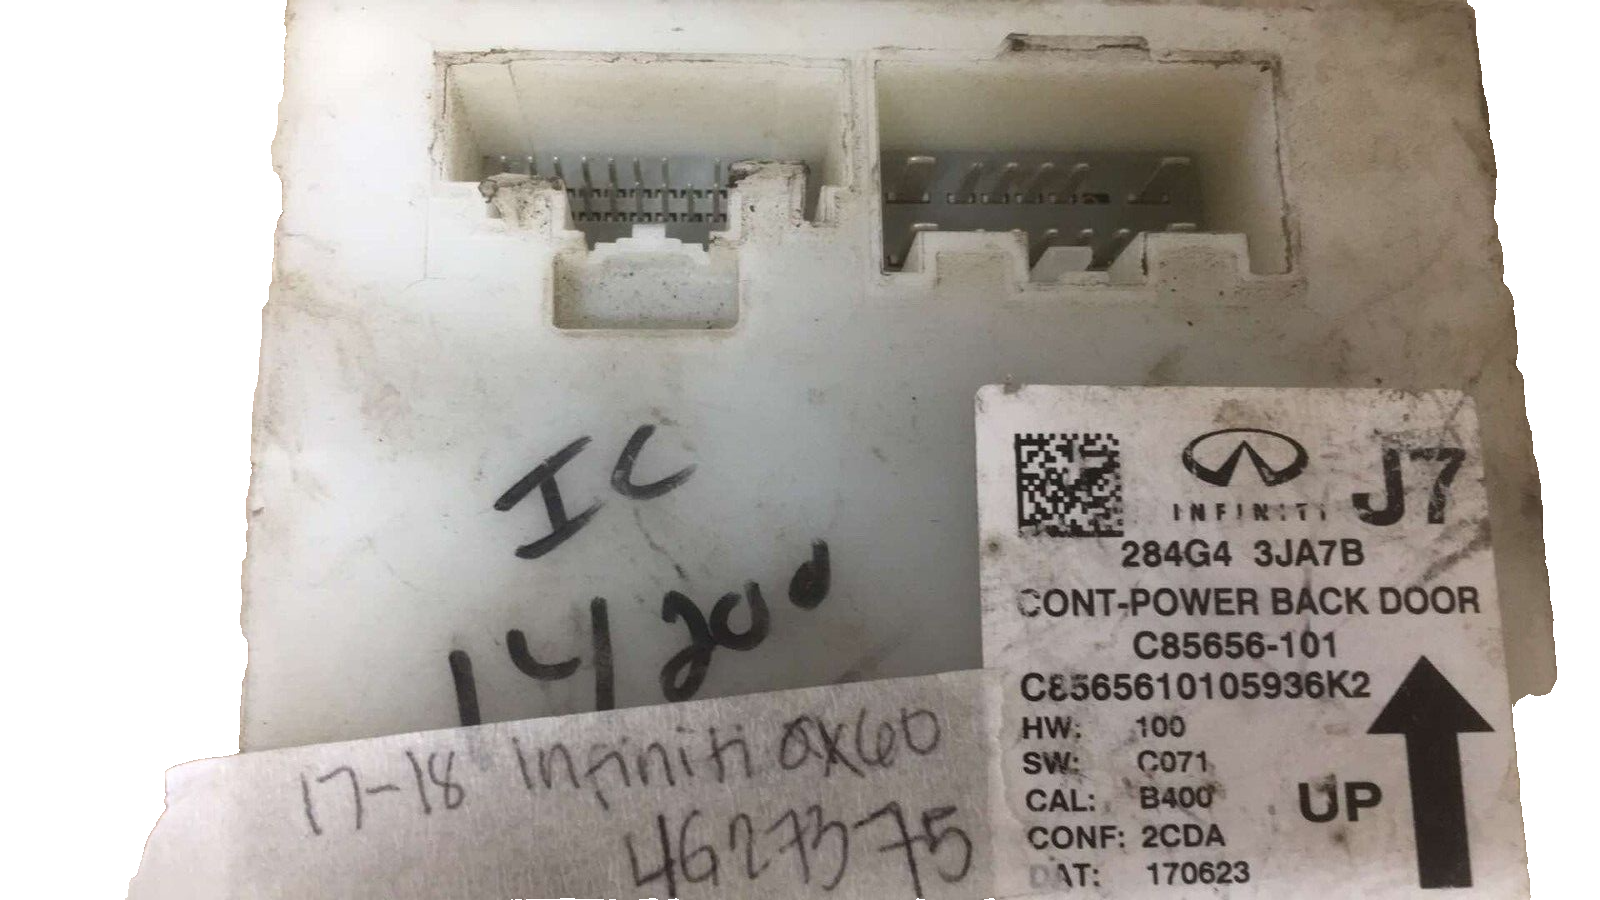 IC
14200
17-18 Infiniti QX60
4627375
INFINITI
J7
284G4 3JA7B
CONT-POWER BACK DOOR
C85656-101
C8565610105936K2
HW: 100
SW: C071
CAL: B400
CONF: 2CDA
DAT: 170623
UP